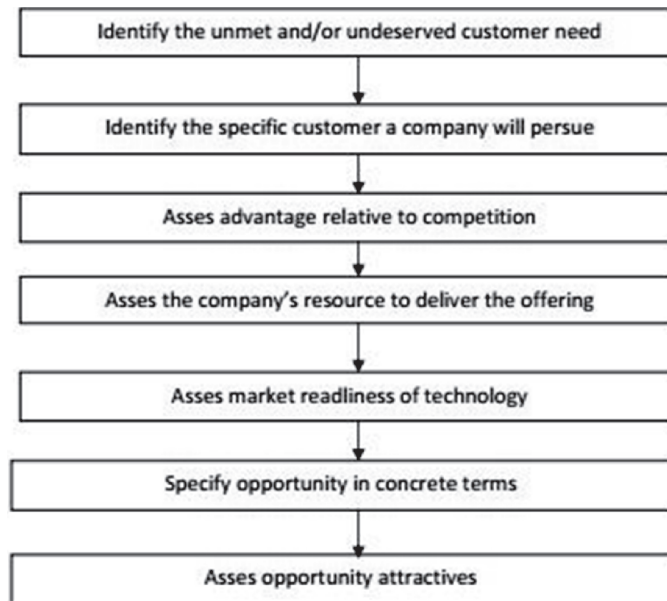 Identify the unmet and/or undeserved customer need
Identify the specific customer a company will persue
Asses advantage relative to competition
Asses the company's resource to deliver the offering
Asses market readliness of technology
Specify opportunity in concrete terms
Asses opportunity attractives